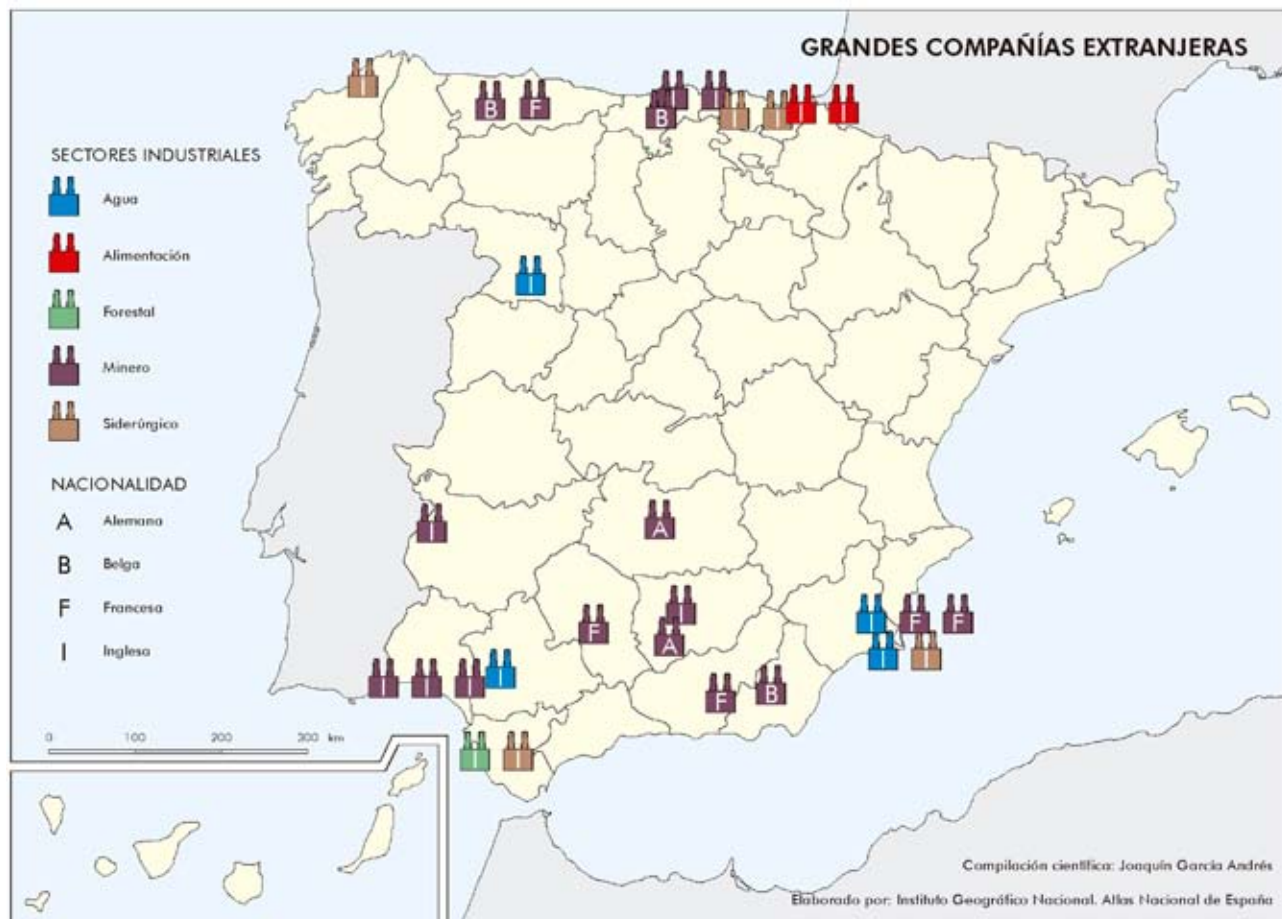 GRANDES COMPAÑÍAS EXTRANJERAS
SECTORES INDUSTRIALES
Agua
Alimentación
Forestal
Minero
Siderúrgico
NACIONALIDAD
A Alemana
B Belga
F Francesa
I Inglesa
I
B F
I I
B I I I I
I
I A
I
F A
I F F
I I
I I I I
F B
I I
0 100 200 300 km
Compilación científica: Joaquín García Andrés
Elaborado por: Instituto Geográfico Nacional. Atlas Nacional de España